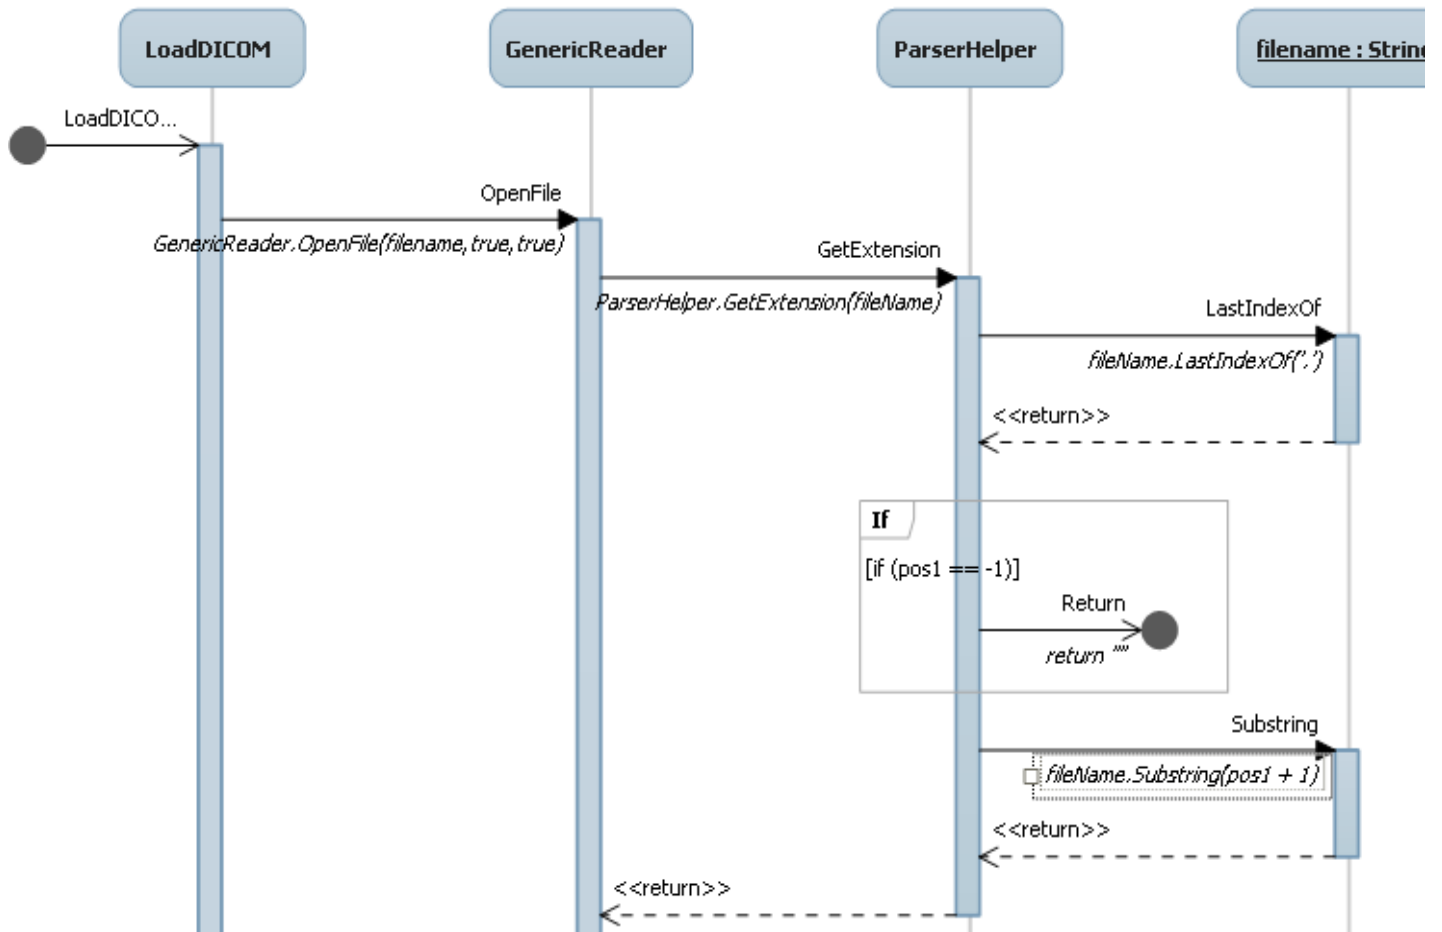 LoadDICOM
GenericReader
ParserHelper
filename : String
LoadDICO...
OpenFile
GenericReader.OpenFile(filename,true,true)
GetExtension
ParserHelper.GetExtension(fileName)
LastIndexOf
fileName.LastIndexOf('.')
<<return>>
If
[if (pos1 == -1)]
Return
return ""
Substring
fileName.Substring(pos1 + 1)
<<return>>
<<return>>